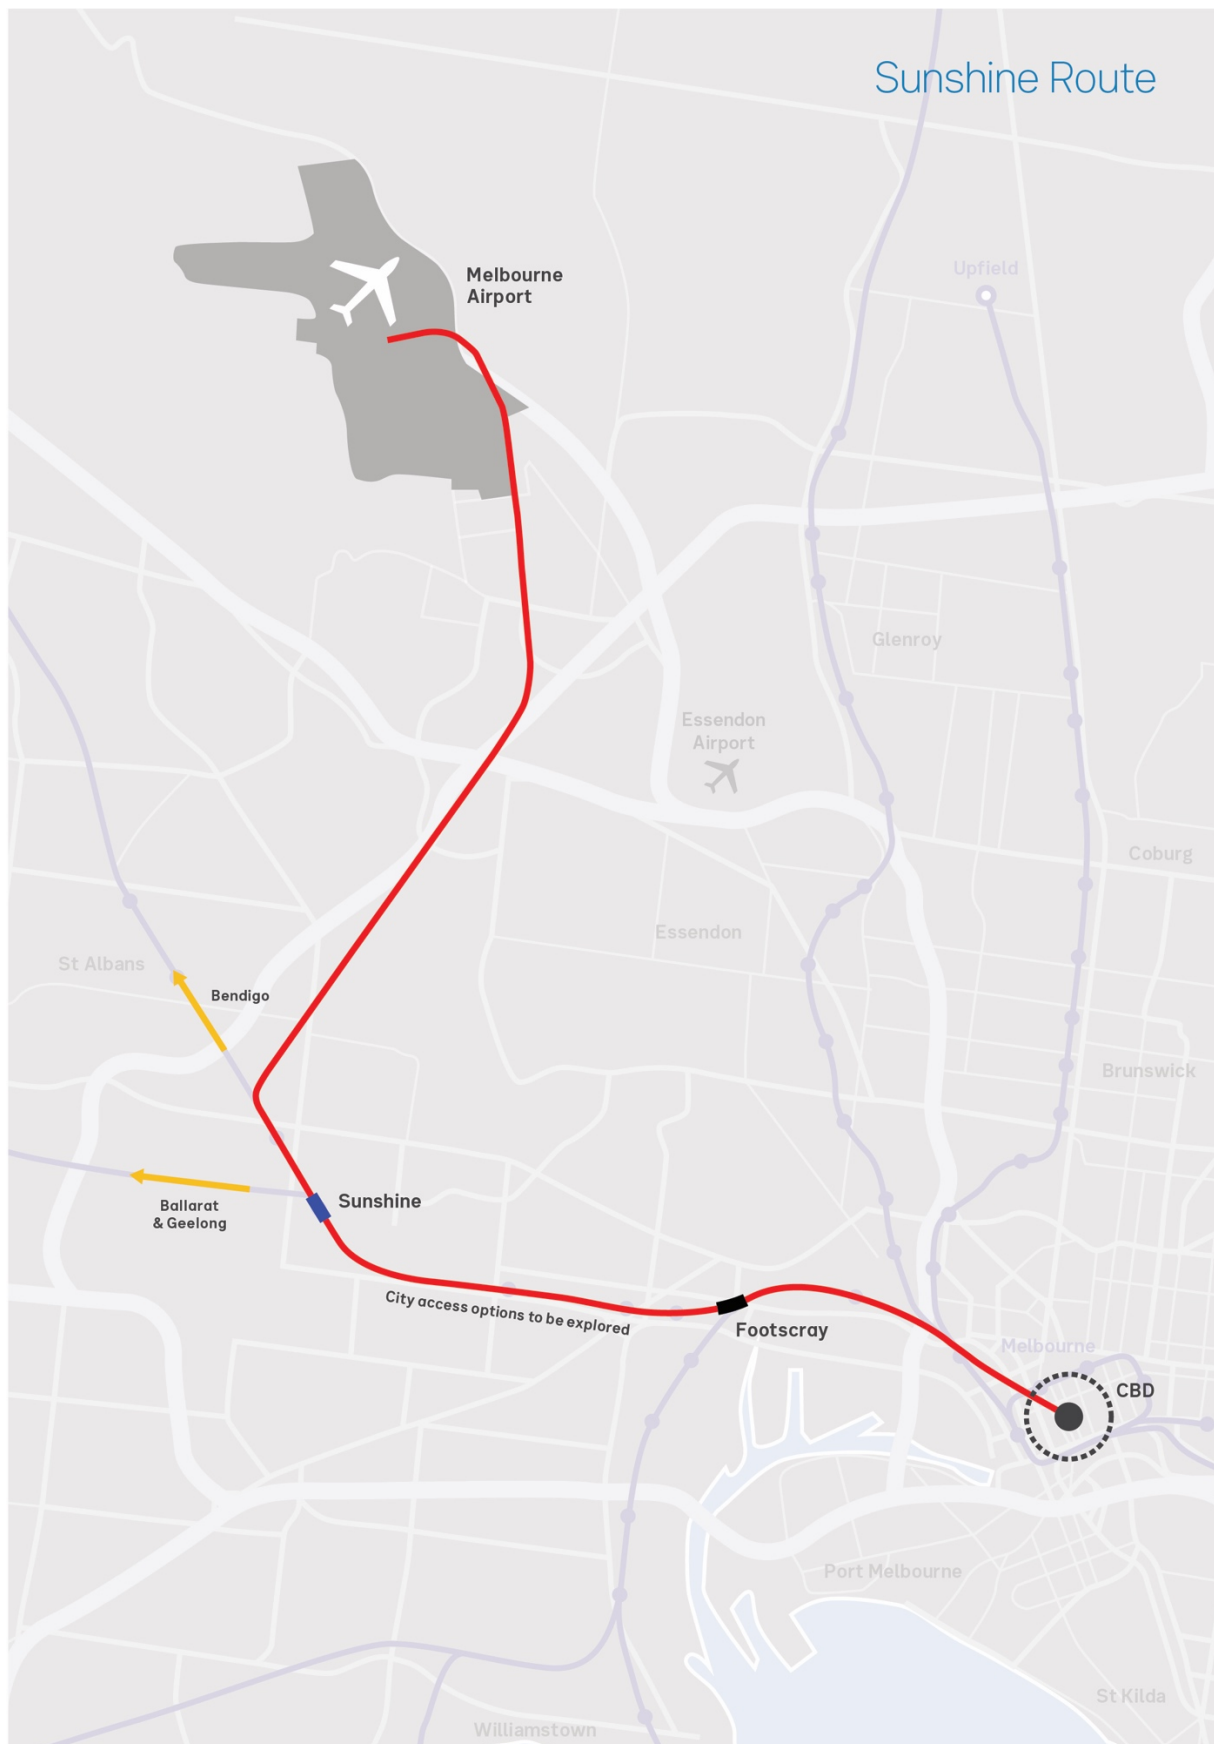 Sunshine Route
Upfield
Melbourne
Airport
Glenroy
Essendon
Airport
Coburg
Essendon
St Albans
Bendigo
Brunswick
Sunshine
Ballarat
& Geelong
City access options to be explored
Footscray
Melbourne
CBD
Port Melbourne
St Kilda
Williamstown